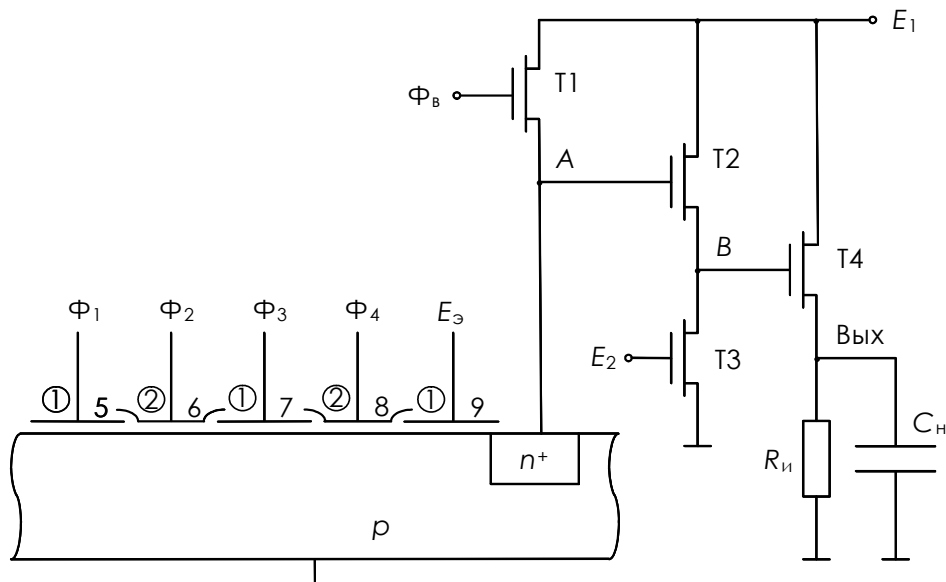 E₁
T1
Φв
A
T2
B
T4
Φ₁ Φ₂ Φ₃ Φ₄ Eэ
E₂
T3
Вых
① 5 ② 6 ① 7 ② 8 ① 9
n⁺
Rи
Cн
p